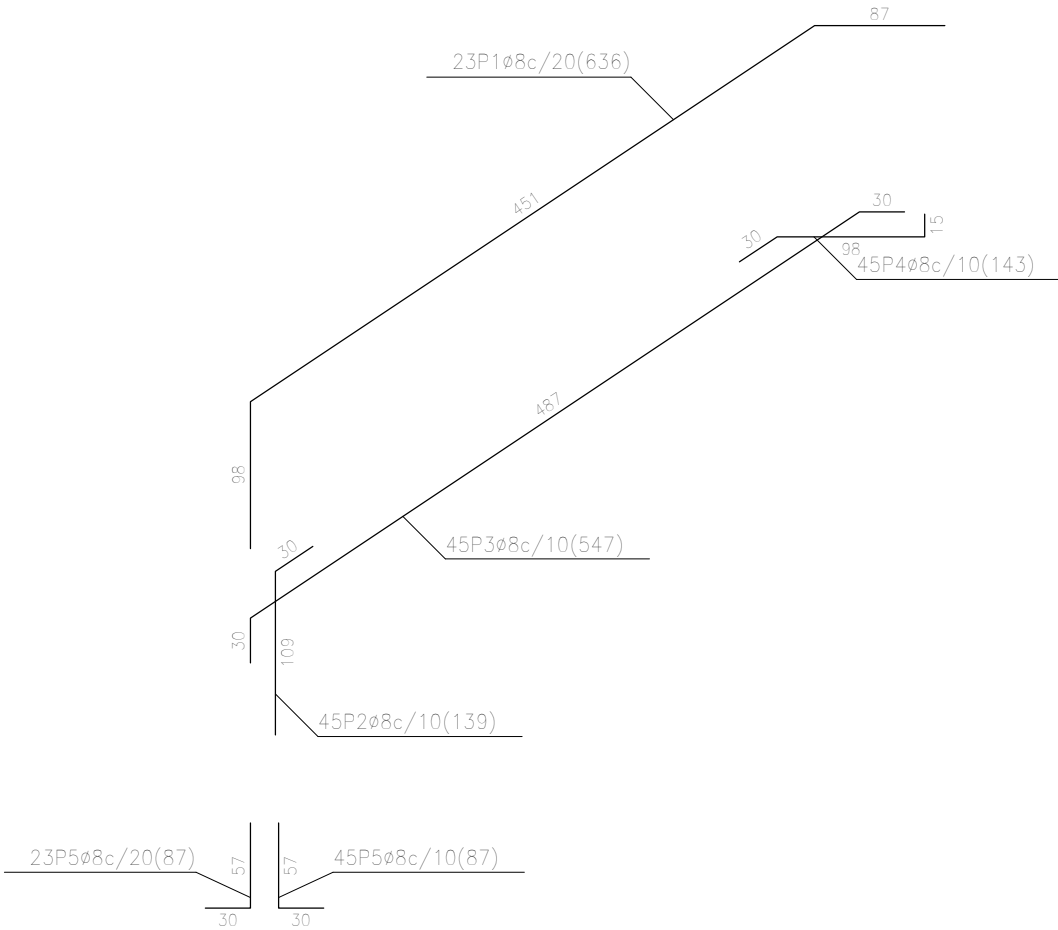 87
23P1ø8c/20(636)
451
30
15
30
98
45P4ø8c/10(143)
487
98
45P3ø8c/10(547)
30
30
109
45P2ø8c/10(139)
23P5ø8c/20(87)
57
57
45P5ø8c/10(87)
30
30